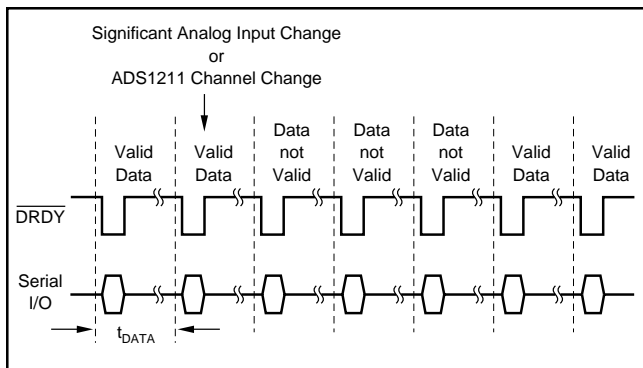 Significant Analog Input Change
or
ADS1211 Channel Change
Valid
Data
Valid
Data
Data
not
Valid
Data
not
Valid
Data
not
Valid
Valid
Data
Valid
Data
DRDY
Serial
I/O
tDATA